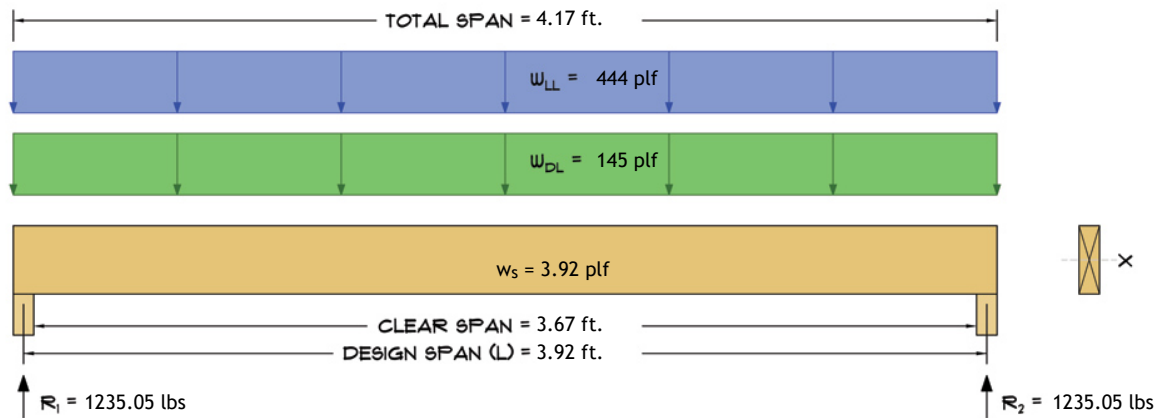 TOTAL SPAN = 4.17 ft.
WLL = 444 plf
WDL = 145 plf
ws = 3.92 plf
X
CLEAR SPAN = 3.67 ft.
DESIGN SPAN (L) = 3.92 ft.
R1 = 1235.05 lbs
R2 = 1235.05 lbs